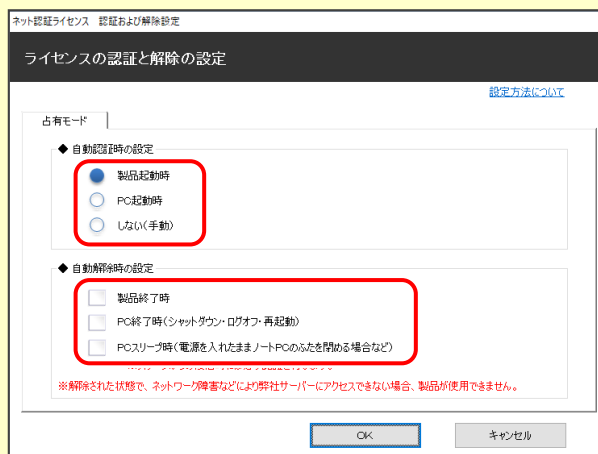 ネット認証ライセンス 認証および解除設定
ライセンスの認証と解除の設定
設定方法について
占有モード
◆ 自動認証時の設定
製品起動時
PC起動時
しない(手動)
◆ 自動解除時の設定
製品終了時
PC終了時(シャットダウン・ログオフ・再起動)
PCスリープ時(電源を入れたままノートPCのふたを閉める場合など)
※解除された状態で、ネットワーク障害などにより弊社サーバーにアクセスできない場合、製品が使用できません。
OK
キャンセル